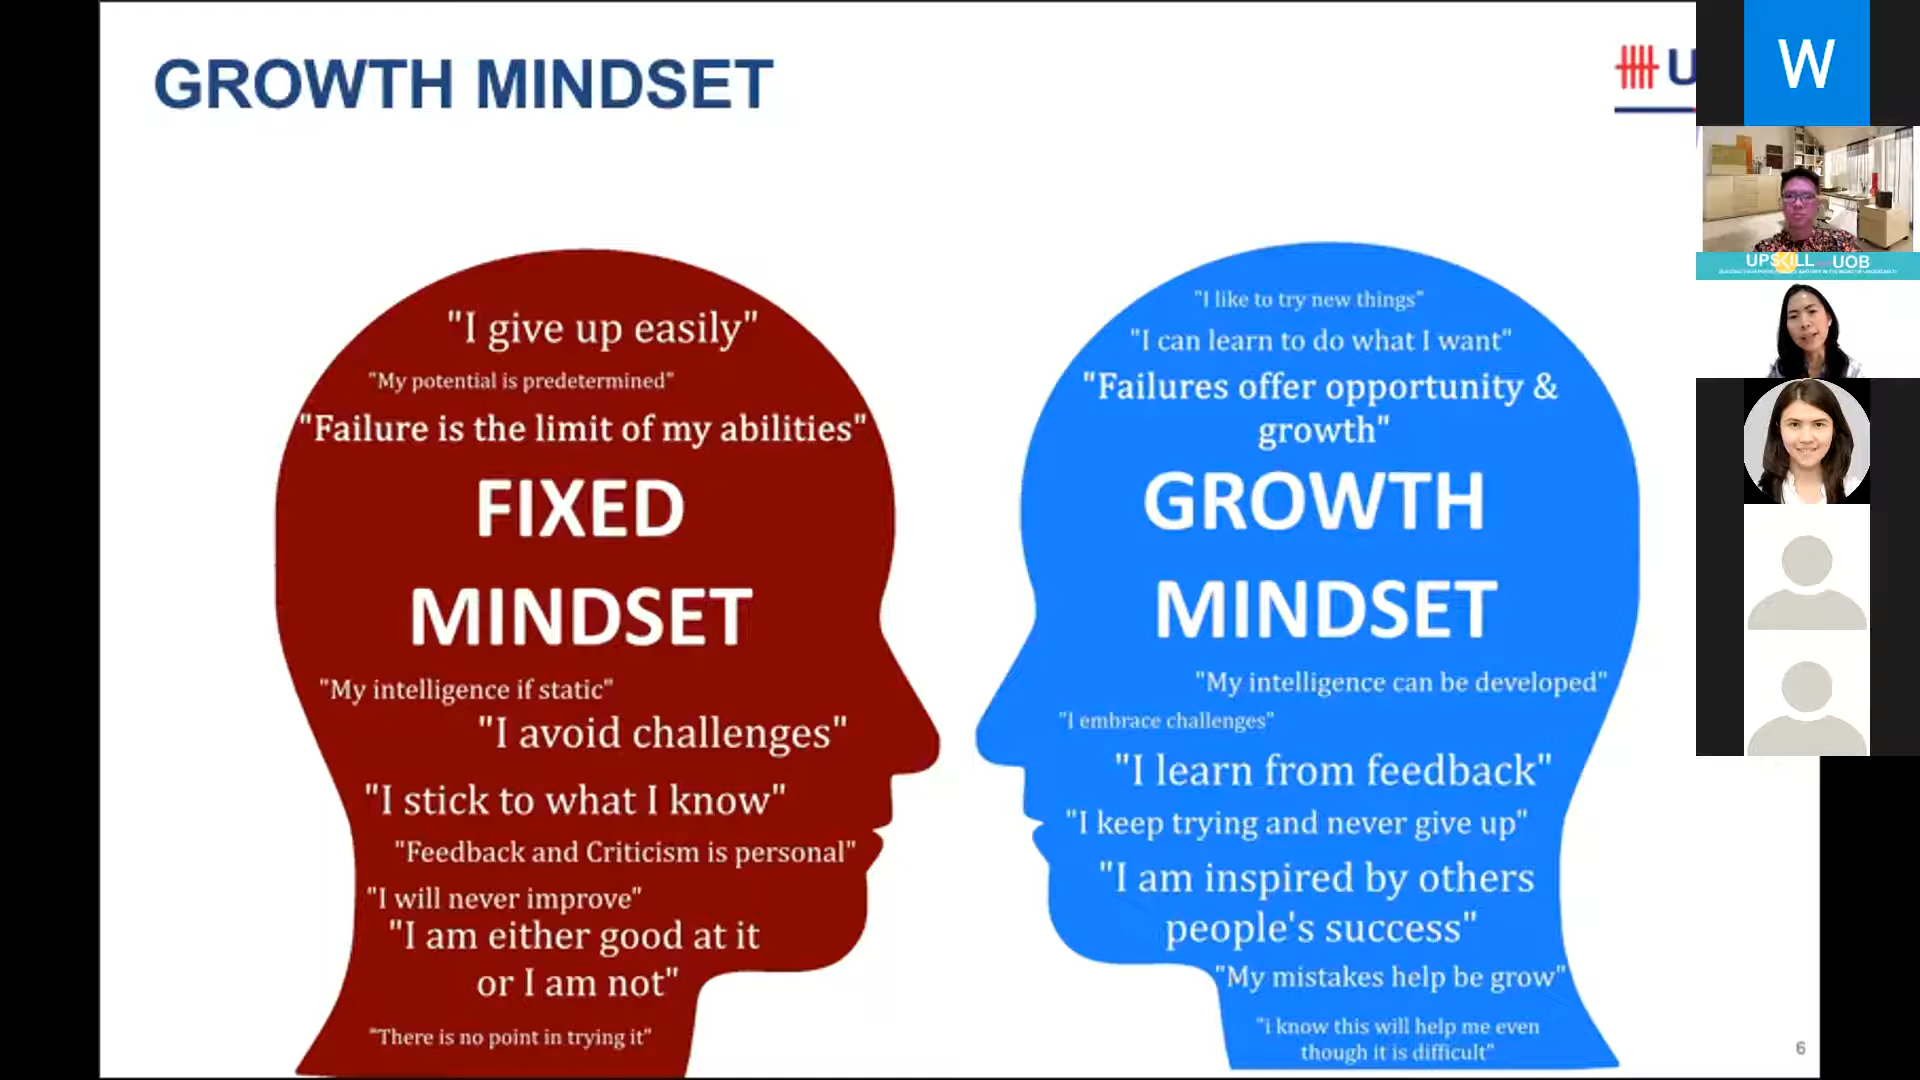 GROWTH MINDSET
U
W
UPSKILL
UOB
"I give up easily"
"My potential is predetermined"
"Failure is the limit of my abilities"
FIXED
MINDSET
"My intelligence if static"
"I avoid challenges"
"I stick to what I know"
"Feedback and Criticism is personal"
"I will never improve"
"I am either good at it
or I am not"
"There is no point in trying it"
"I like to try new things"
"I can learn to do what I want"
"Failures offer opportunity &
growth"
GROWTH
MINDSET
"My intelligence can be developed"
"I embrace challenges"
"I learn from feedback"
"I keep trying and never give up"
"I am inspired by others
people's success"
"My mistakes help be grow"
"i know this will help me even
though it is difficult"
6